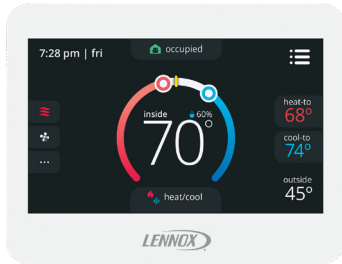 7:28 pm | fri
occupied
inside
60%
70°
heat-to
68°
cool-to
74°
outside
45°
heat/cool
LENNOX